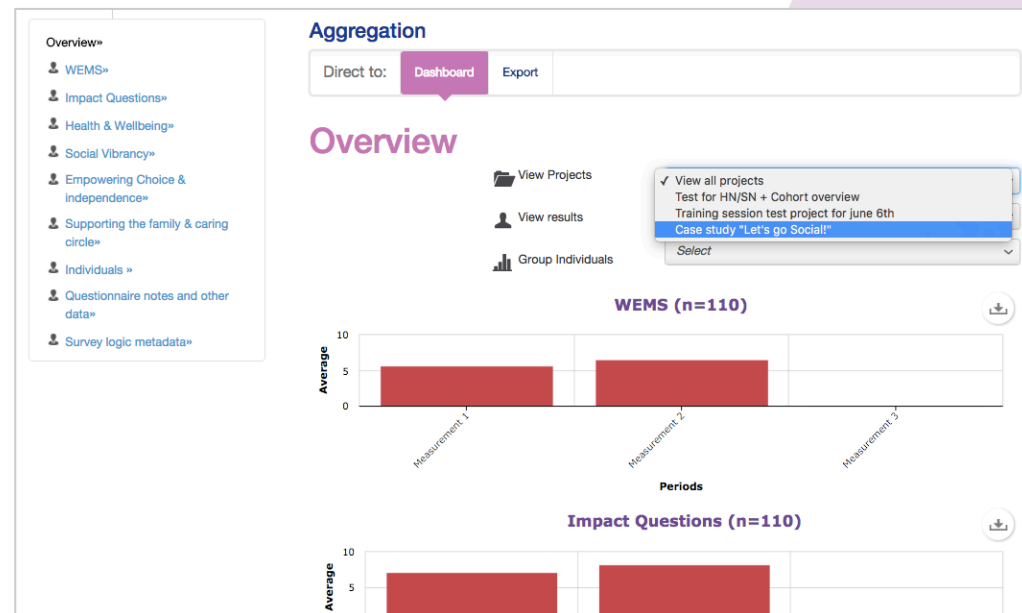 Overview»
WEMS»
Impact Questions»
Health & Wellbeing»
Social Vibrancy»
Empowering Choice &
independence»
Supporting the family & caring
circle»
Individuals »
Questionnaire notes and other
data»
Survey logic metadata»
Aggregation
Direct to:
Dashboard
Export
Overview
View Projects
✓ View all projects
Test for HN/SN + Cohort overview
Training session test project for june 6th
Case study "Let's go Social!"
View results
Group Individuals
Select
WEMS (n=110)
10
5
0
Average
Measurement 1
Measurement 2
Measurement 3
Periods
Impact Questions (n=110)
10
5
Average